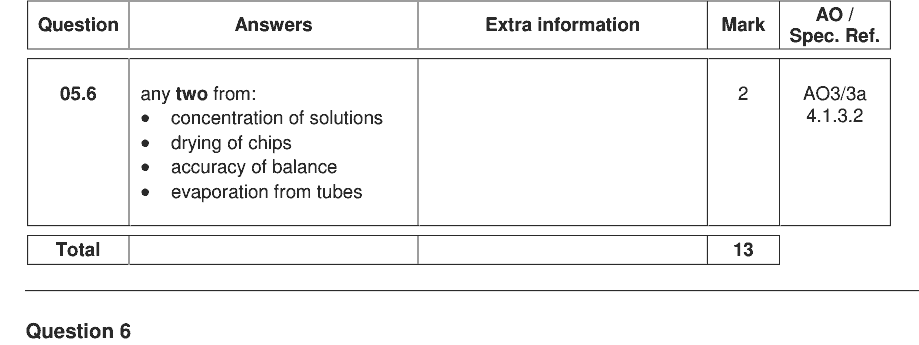 Question Answers Extra information Mark AO / Spec. Ref.
05.6 any two from: 2 AO3/3a
• concentration of solutions 4.1.3.2
• drying of chips
• accuracy of balance
• evaporation from tubes
Total 13
Question 6